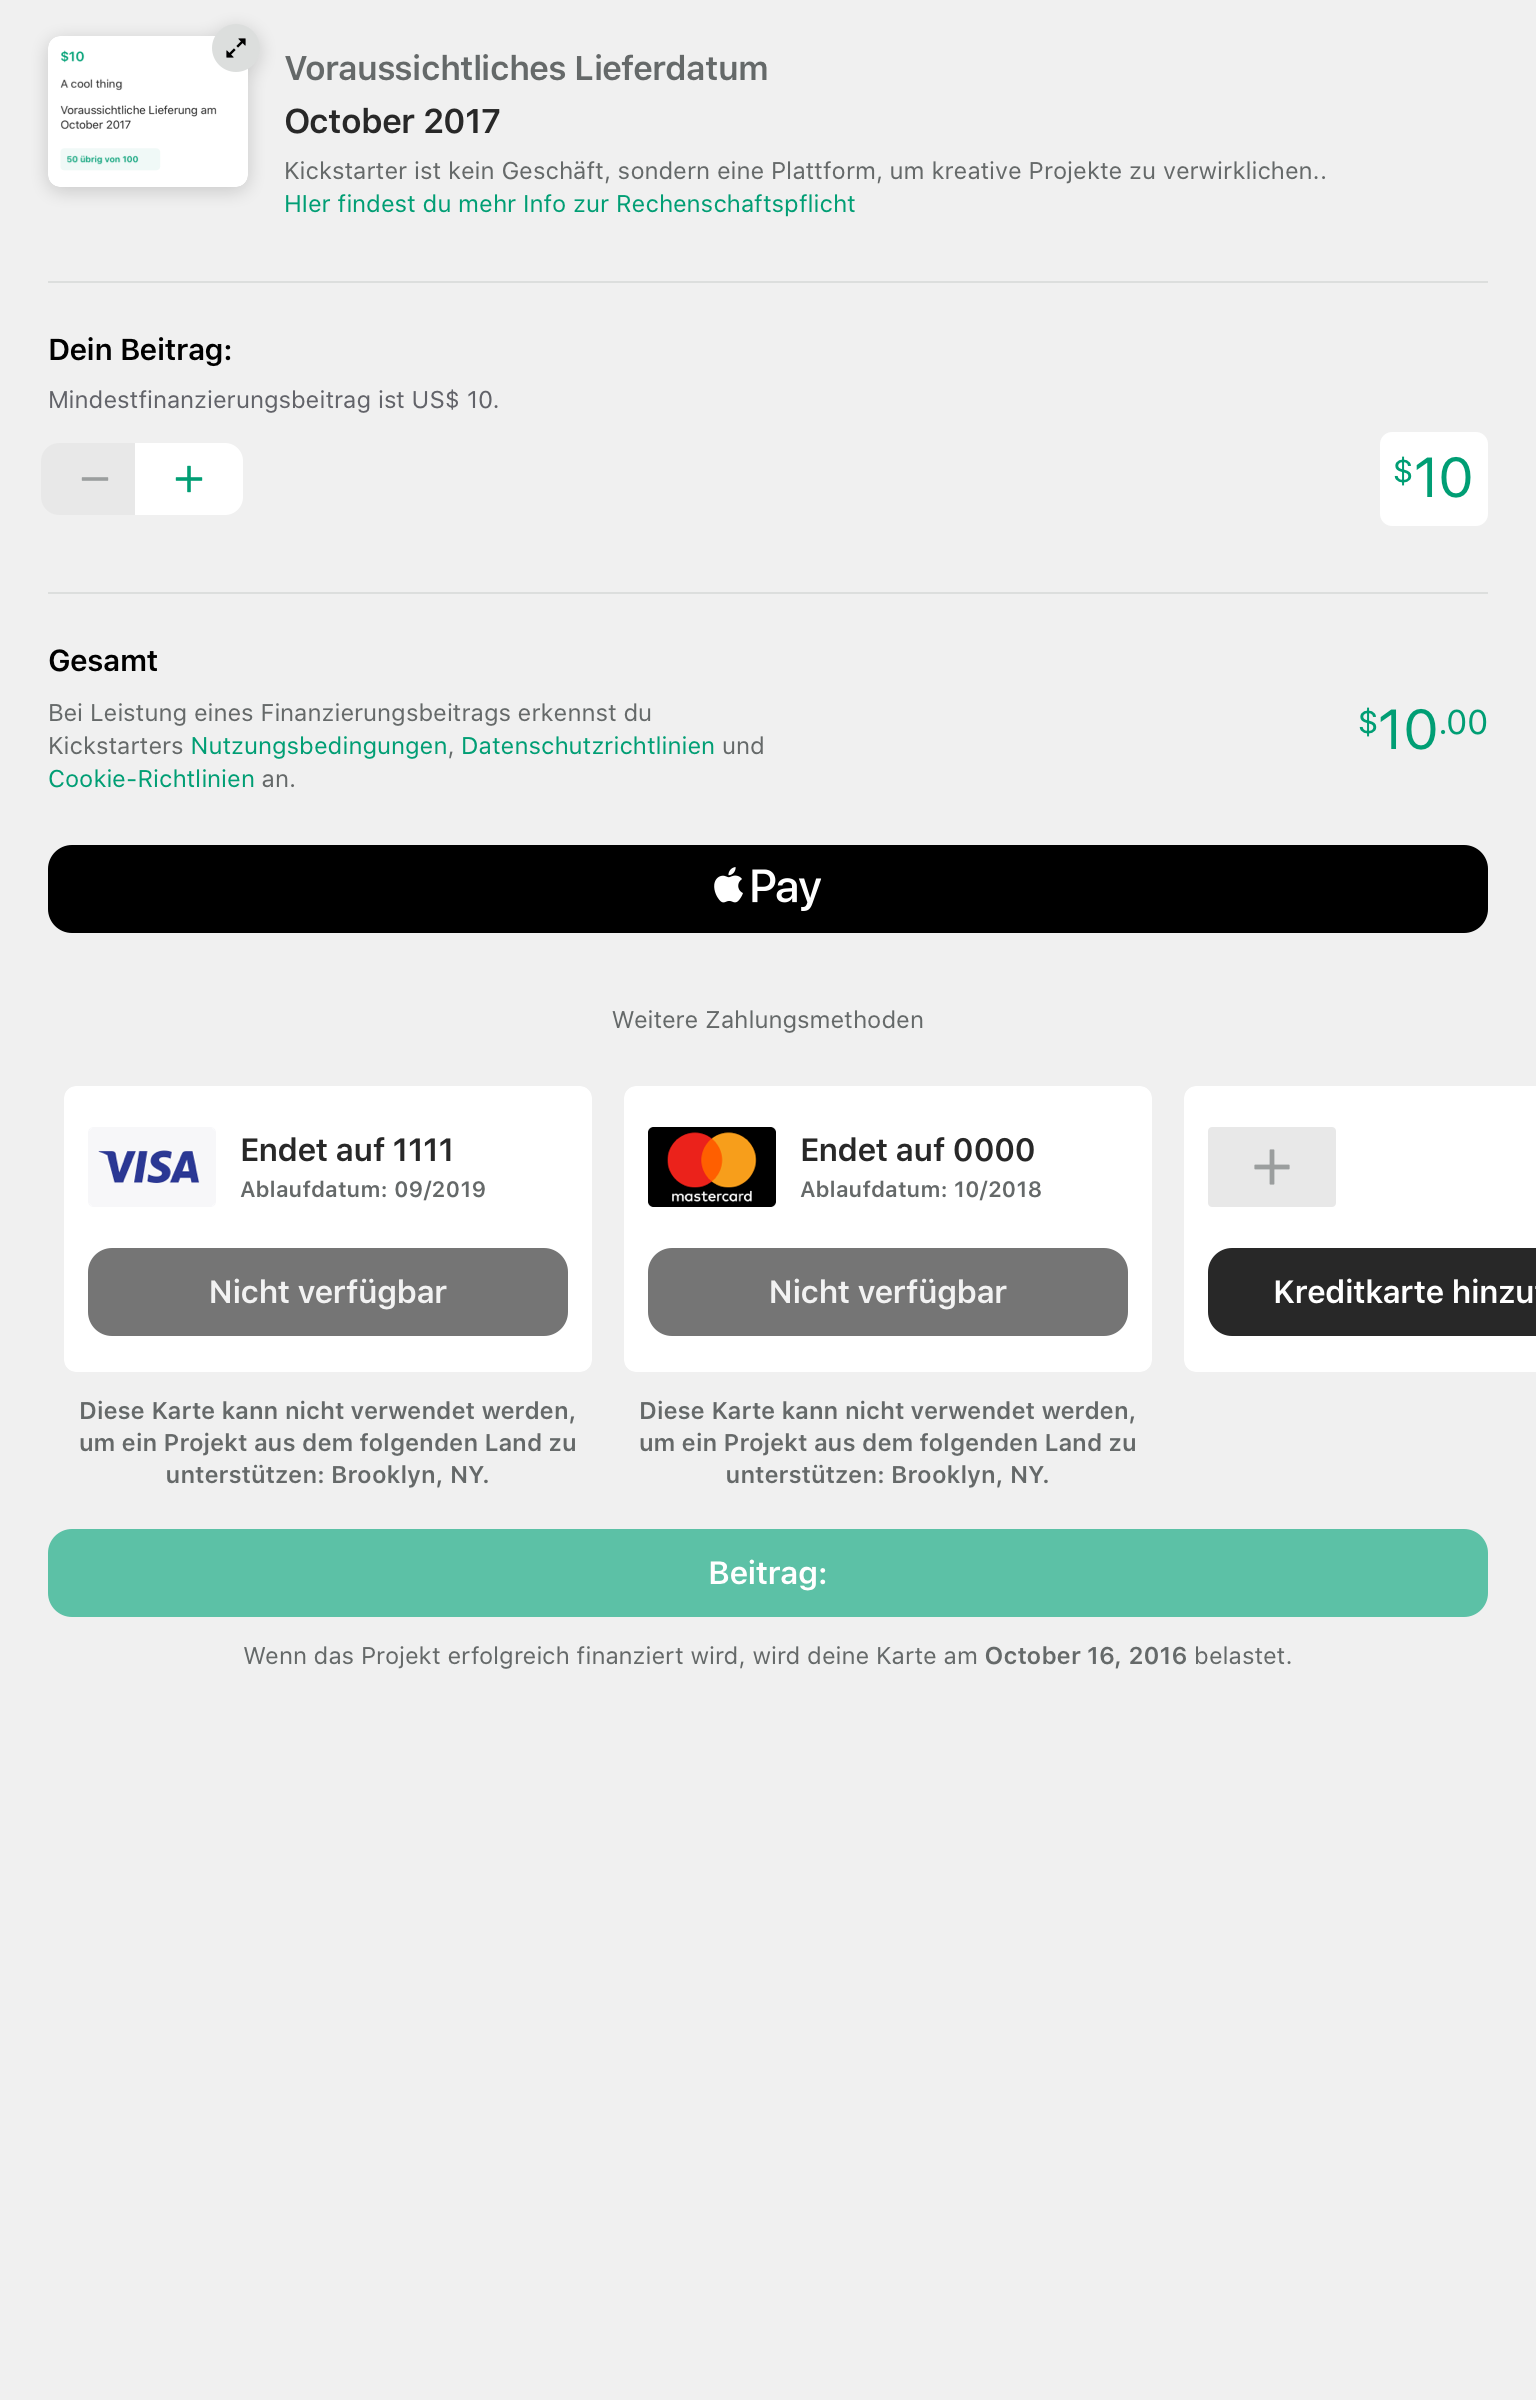 $10
A cool thing
Voraussichtliche Lieferung am
October 2017
50 übrig von 100
Voraussichtliches Lieferdatum
October 2017
Kickstarter ist kein Geschäft, sondern eine Plattform, um kreative Projekte zu verwirklichen..
HIer findest du mehr Info zur Rechenschaftspflicht
Dein Beitrag:
Mindestfinanzierungsbeitrag ist US$ 10.
$10
Gesamt
Bei Leistung eines Finanzierungsbeitrags erkennst du
Kickstarters Nutzungsbedingungen, Datenschutzrichtlinien und
Cookie-Richtlinien an.
$10.00
Pay
Weitere Zahlungsmethoden
VISA
Endet auf 1111
Ablaufdatum: 09/2019
Nicht verfügbar
Diese Karte kann nicht verwendet werden,
um ein Projekt aus dem folgenden Land zu
unterstützen: Brooklyn, NY.
mastercard
Endet auf 0000
Ablaufdatum: 10/2018
Nicht verfügbar
Diese Karte kann nicht verwendet werden,
um ein Projekt aus dem folgenden Land zu
unterstützen: Brooklyn, NY.
Kreditkarte hinzu
Beitrag:
Wenn das Projekt erfolgreich finanziert wird, wird deine Karte am October 16, 2016 belastet.